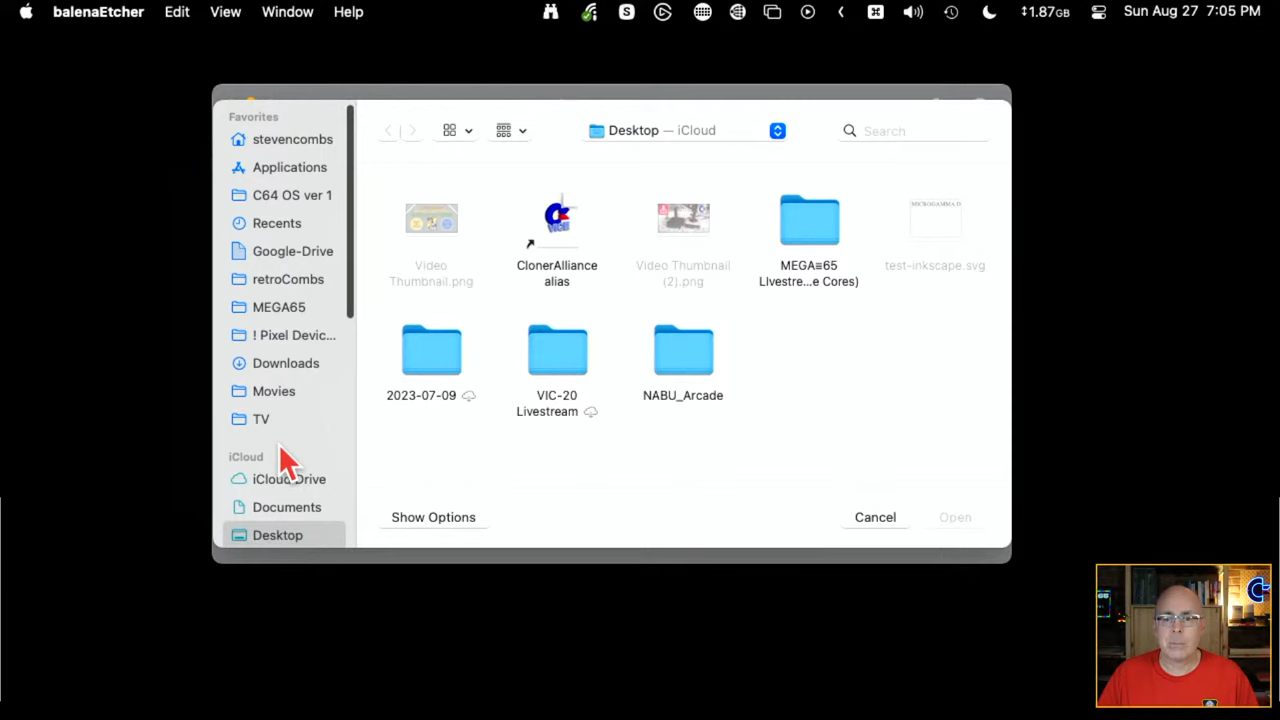 balenaEtcher Edit View Window Help
↕1.87GB Sun Aug 27 7:05 PM
Favorites
stevencombs
Applications
C64 OS ver 1
Recents
Google-Drive
retroCombs
MEGA65
! Pixel Devic...
Downloads
Movies
TV
iCloud
iCloud Drive
Documents
Desktop
Desktop — iCloud
Search
Video
Thumbnail.png
ClonerAlliance
alias
Video Thumbnail
(2).png
MEGA≡65
LIvestre...e Cores)
MICROGAMMA.D
test-inkscape.svg
2023-07-09
VIC-20
Livestream
NABU_Arcade
Show Options
Cancel
Open